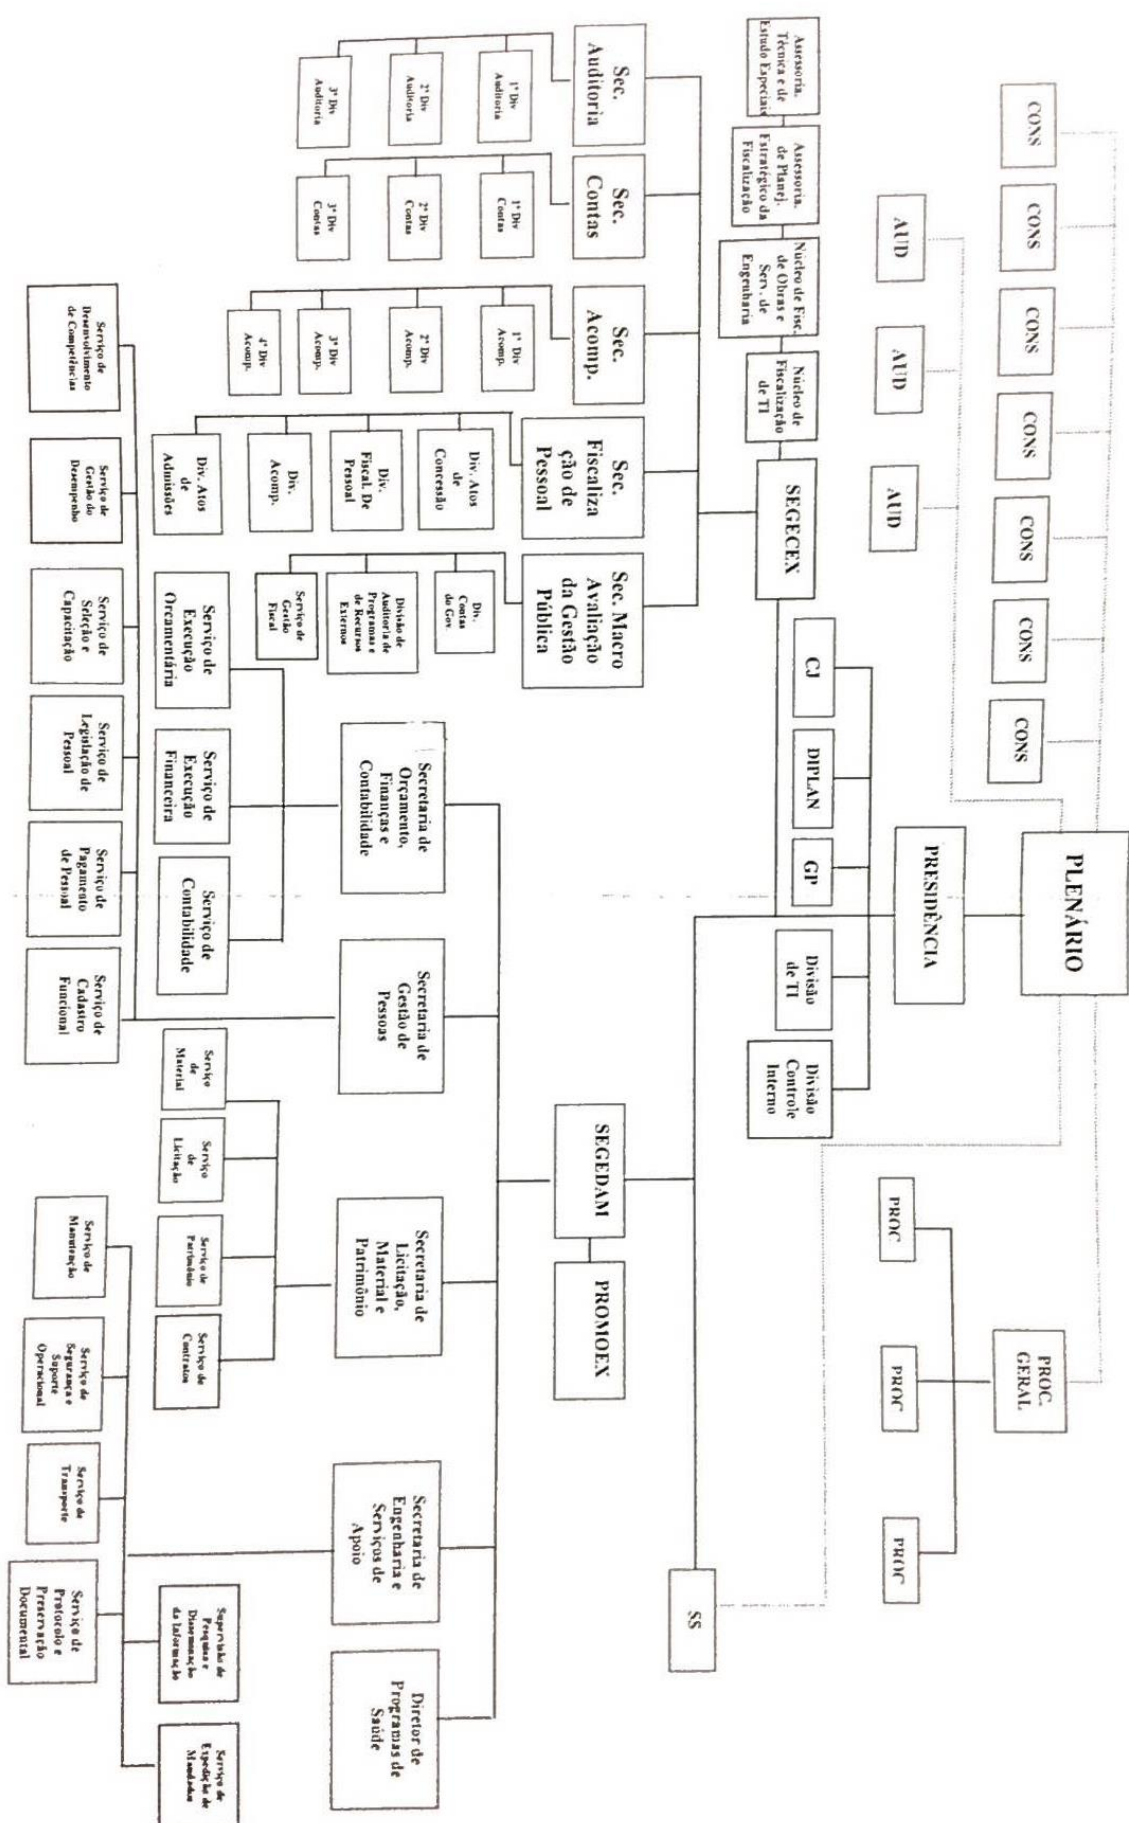 PLENÁRIO
CONS
CONS
CONS
CONS
CONS
CONS
CONS
AUD
AUD
AUD
PRESIDÊNCIA
PROC.
GERAL
PROC
PROC
PROC
SS
CJ
DIPLAN
GP
Divisão
de TI
Divisão
Controle
Interno
Assessoria.
Técnica e de
Estudo Especiais
Assessoria.
de Planej.
Estratégico da
Fiscalização
Núcleo de Fisc.
de Obras e
Serv. de
Engenharia
Núcleo de
Fiscalização
de TI
SEGECEX
Sec.
Auditoria
1ª Div
Auditoria
2ª Div
Auditoria
3ª Div
Auditoria
Sec.
Contas
1ª Div
Contas
2ª Div
Contas
3ª Div
Contas
Sec.
Acomp.
1ª Div
Acomp.
2ª Div
Acomp.
3ª Div
Acomp.
4ª Div
Acomp.
Sec.
Fiscaliza
ção de
Pessoal
Div. Atos
de
Concessão
Div.
Fiscal. De
Pessoal
Div.
Acomp.
Div. Atos
de
Admissões
Sec. Macro
Avaliação
da Gestão
Pública
Div.
Contas
do Gov.
Divisão de
Auditoria de
Programas e
de Recursos
Externos
Serviço de
Gestão
Fiscal
SEGEDAM
PROMOEX
Secretaria de
Orçamento,
Finanças e
Contabilidade
Serviço de
Execução
Orcamentária
Serviço de
Execução
Financeira
Serviço de
Contabilidade
Secretaria de
Gestão de
Pessoas
Serviço de
Desenvolvimento
de Competências
Serviço de
Gestão do
Desempenho
Serviço de
Seleção e
Capacitação
Serviço de
Legislação de
Pessoal
Serviço de
Pagamento
de Pessoal
Serviço de
Cadastro
Funcional
Secretaria de
Licitação,
Material e
Patrimônio
Serviço
de
Material
Serviço
de
Licitação
Serviço de
Patrimônio
Serviço de
Contratos
Secretaria de
Engenharia e
Serviços de
Apoio
Serviço de
Manutenção
Serviço de
Segurança e
Suporte
Operacional
Serviço de
Transporte
Serviço de
Protocolo e
Preservação
Documental
Supervisão de
Pesquisa e
Disseminação
da Informação
Serviço de
Expedição de
Mandados
Diretor de
Programas de
Saúde